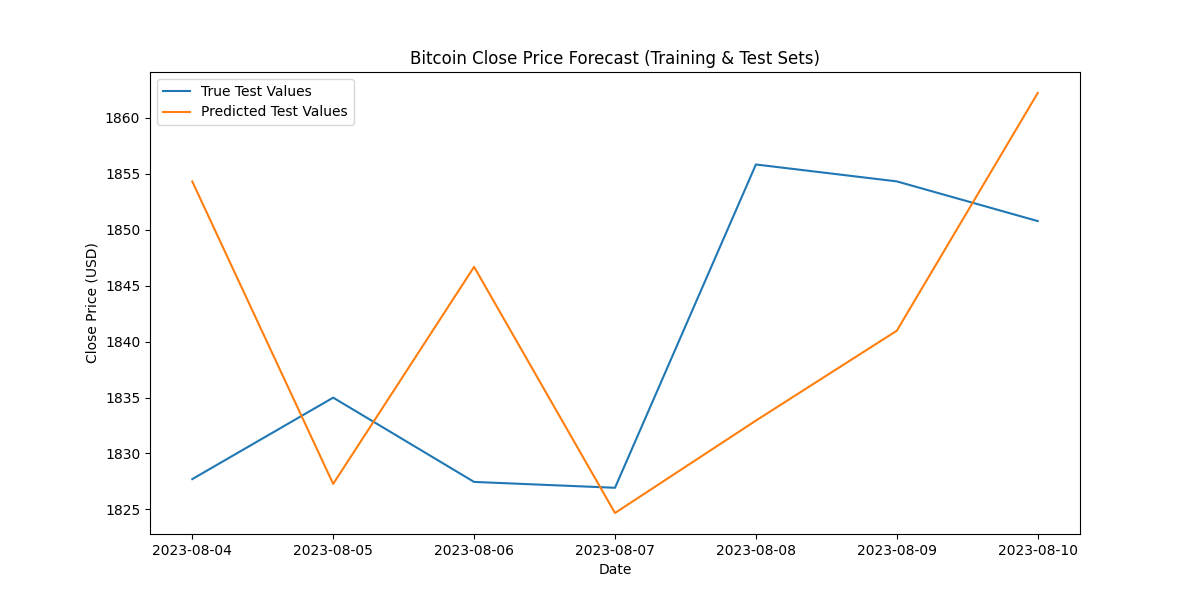 Bitcoin Close Price Forecast (Training & Test Sets)
True Test Values
Predicted Test Values
1860
1855
1850
1845
1840
1835
1830
1825
Close Price (USD)
2023-08-04 2023-08-05 2023-08-06 2023-08-07 2023-08-08 2023-08-09 2023-08-10
Date